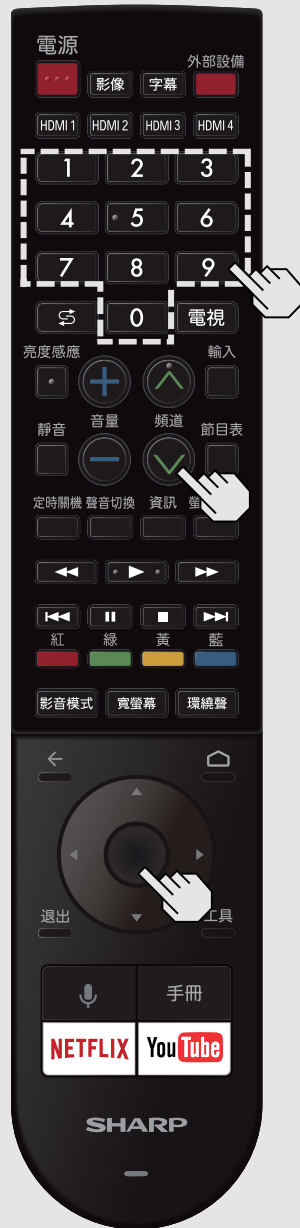 電源
外部設備
影像 字幕
HDMI 1 HDMI 2 HDMI 3 HDMI 4
1 2 3
4 5 6
7 8 9
0 電視
亮度感應 輸入
音量 頻道
靜音 節目表
定時關機 聲音切換 資訊
紅 綠 黃 藍
影音模式 寬螢幕 環繞聲
退出 工具
手冊
NETFLIX YouTube
SHARP